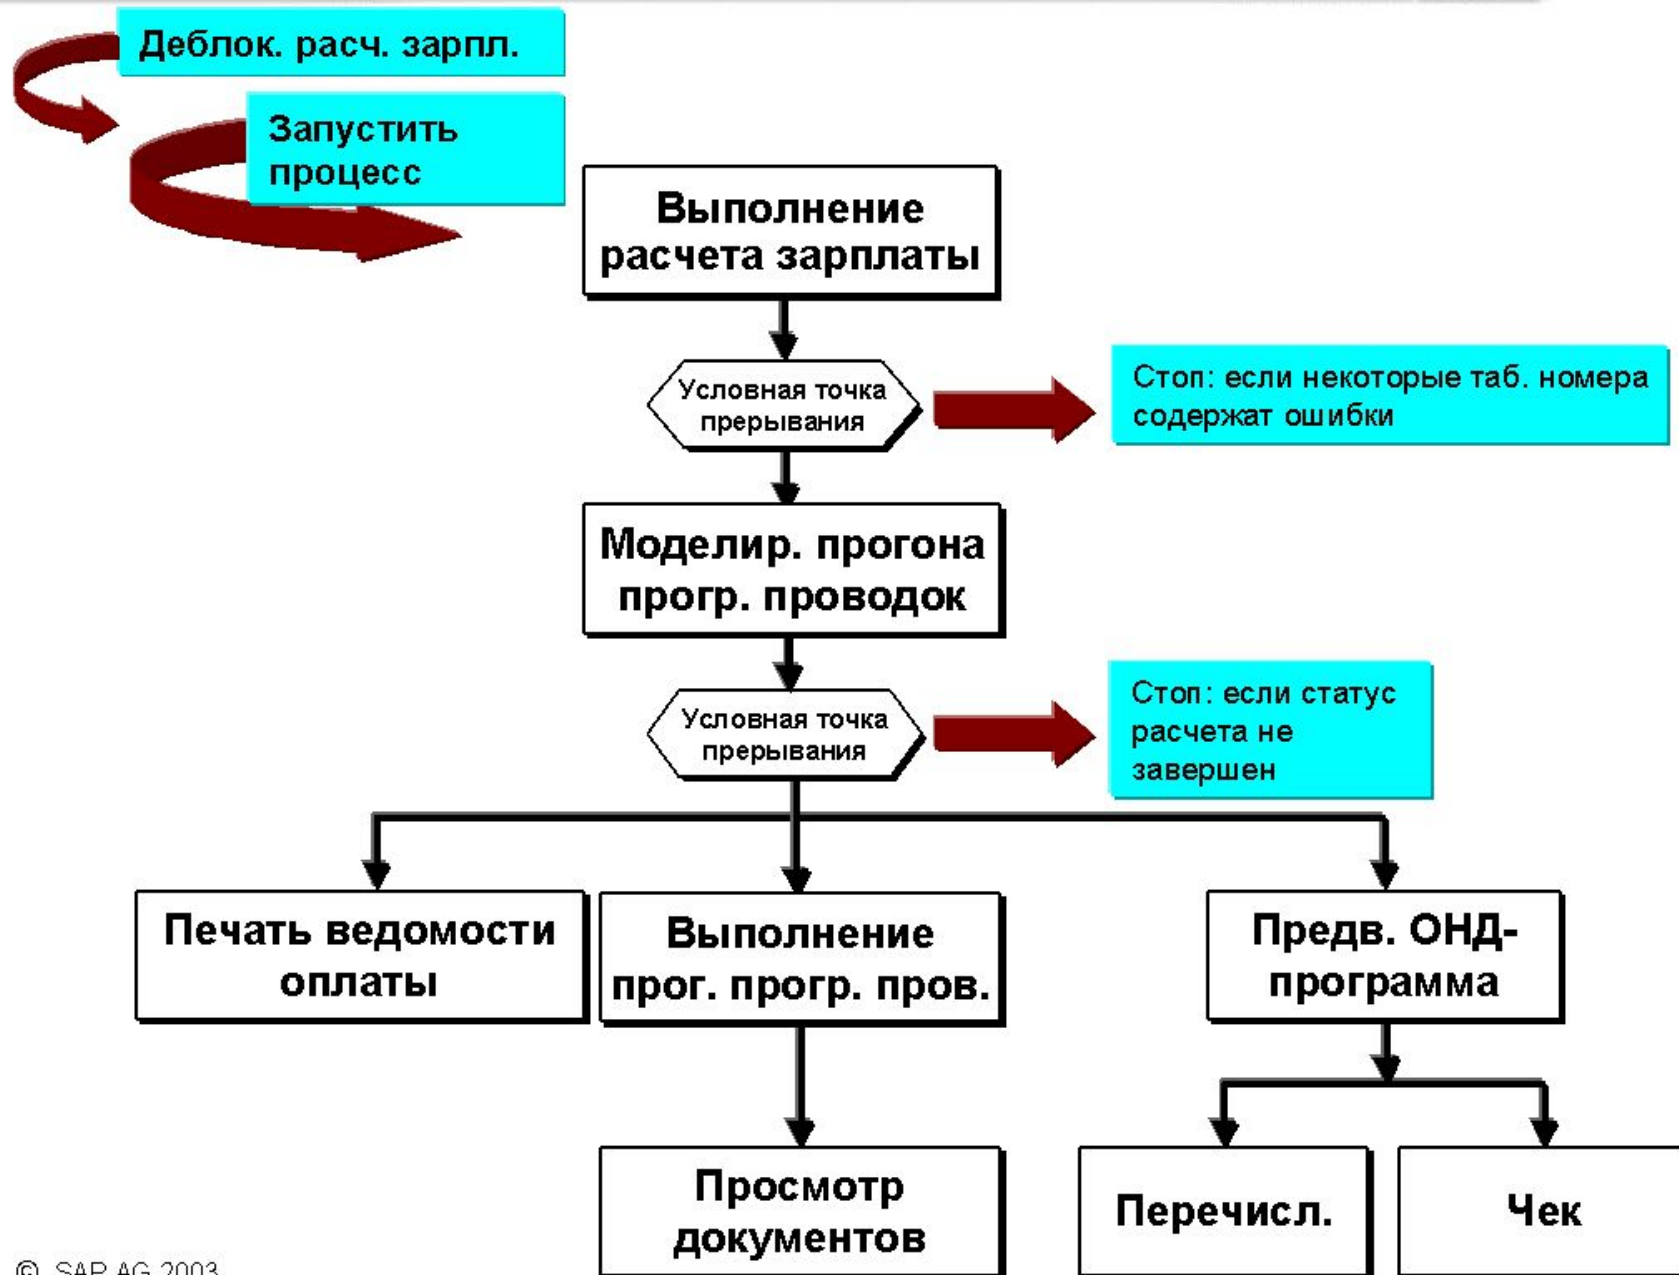 Деблок. расч. зарпл.
Запустить
процесс
Выполнение
расчета зарплаты
Условная точка
прерывания
Стоп: если некоторые таб. номера
содержат ошибки
Моделир. прогона
прогр. проводок
Условная точка
прерывания
Стоп: если статус
расчета не
завершен
Печать ведомости
оплаты
Выполнение
прог. прогр. пров.
Предв. ОНД-
программа
Просмотр
документов
Перечисл.
Чек
© SAP AG 2003